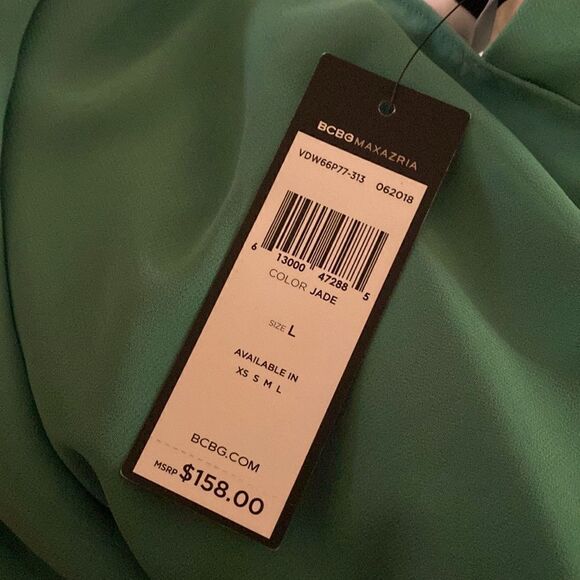 BCBGMAXAZRIA
VDW66P77-313 062018
6 13000 47288 5
COLOR JADE
SIZE L
AVAILABLE IN
XS S M L
BCBG.COM
MSRP $158.00